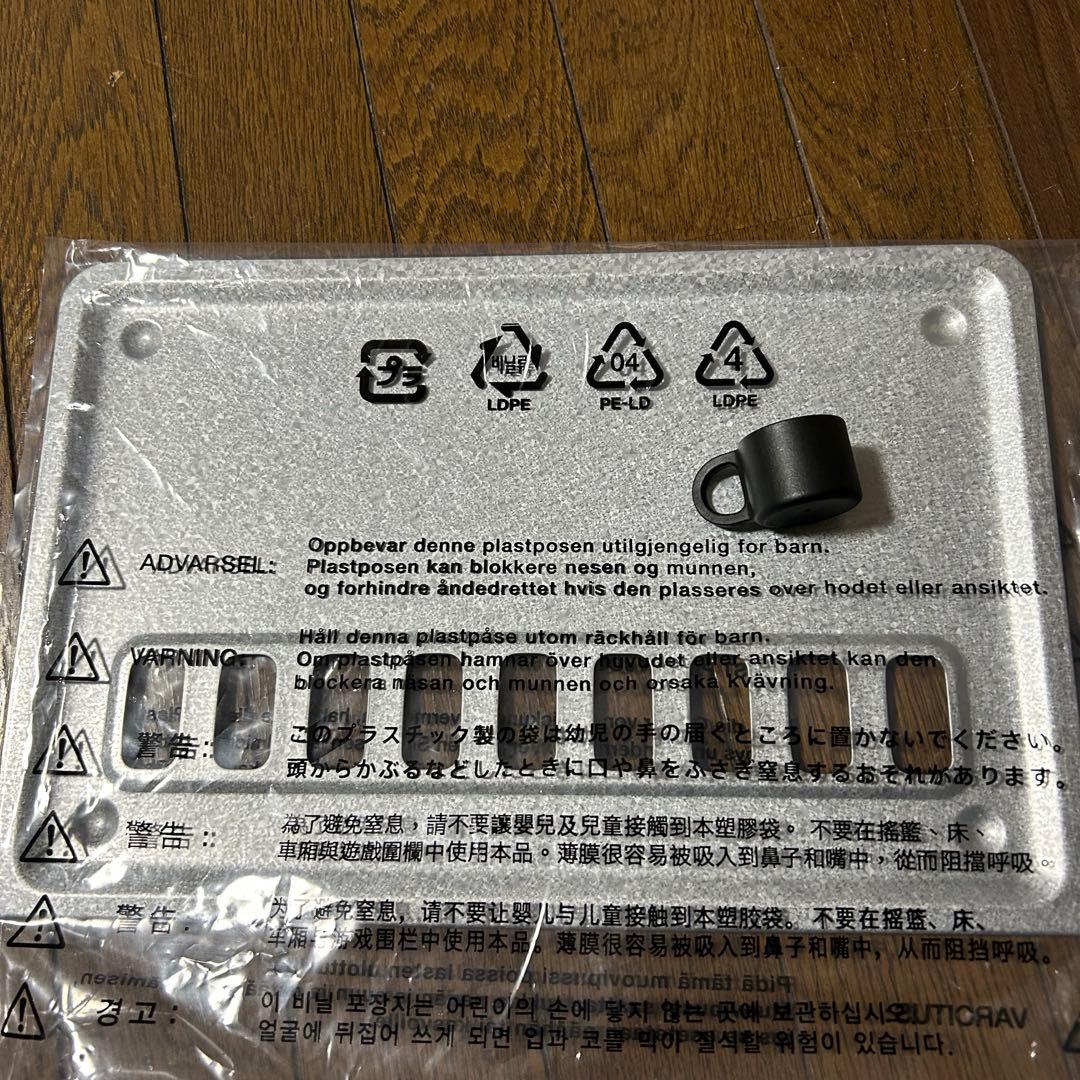 プラ
비닐류
LDPE
04
PE-LD
4
LDPE
ADVARSEL:
Oppbevar denne plastposen utilgjengelig for barn.
Plastposen kan blokkere nesen og munnen,
og forhindre åndedrettet hvis den plasseres over hodet eller ansiktet.
VARNING:
Håll denna plastpåse utom räckhåll för barn.
Om plastpåsen hamnar över huvudet eller ansiktet kan den
blockera näsan och munnen och orsaka kvävning.
警告:
このプラスチック製の袋は幼児の手の届くところに置かないでください。
頭からかぶるなどしたときに口や鼻をふさぎ窒息するおそれがあります。
警告:
為了避免窒息，請不要讓嬰兒及兒童接觸到本塑膠袋。 不要在搖籃、床、
車厢與遊戲圍欄中使用本品。薄膜很容易被吸入到鼻子和嘴中，從而阻擋呼吸。
警告:
为了避免窒息，请不要让婴儿与儿童接触到本塑胶袋。 不要在摇篮、床、
车厢与游戏围栏中使用本品。薄膜很容易被吸入到鼻子和嘴中，从而阻挡呼吸。
Pidä tämä muovipussi poissa lasten ulottuvilta
VAROITUS
경고:
이 비닐 포장지는 어린이의 손에 닿지 않는 곳에 보관하십시오.
얼굴에 뒤집어 쓰게 되면 입과 코를 막아 질식할 위험이 있습니다.